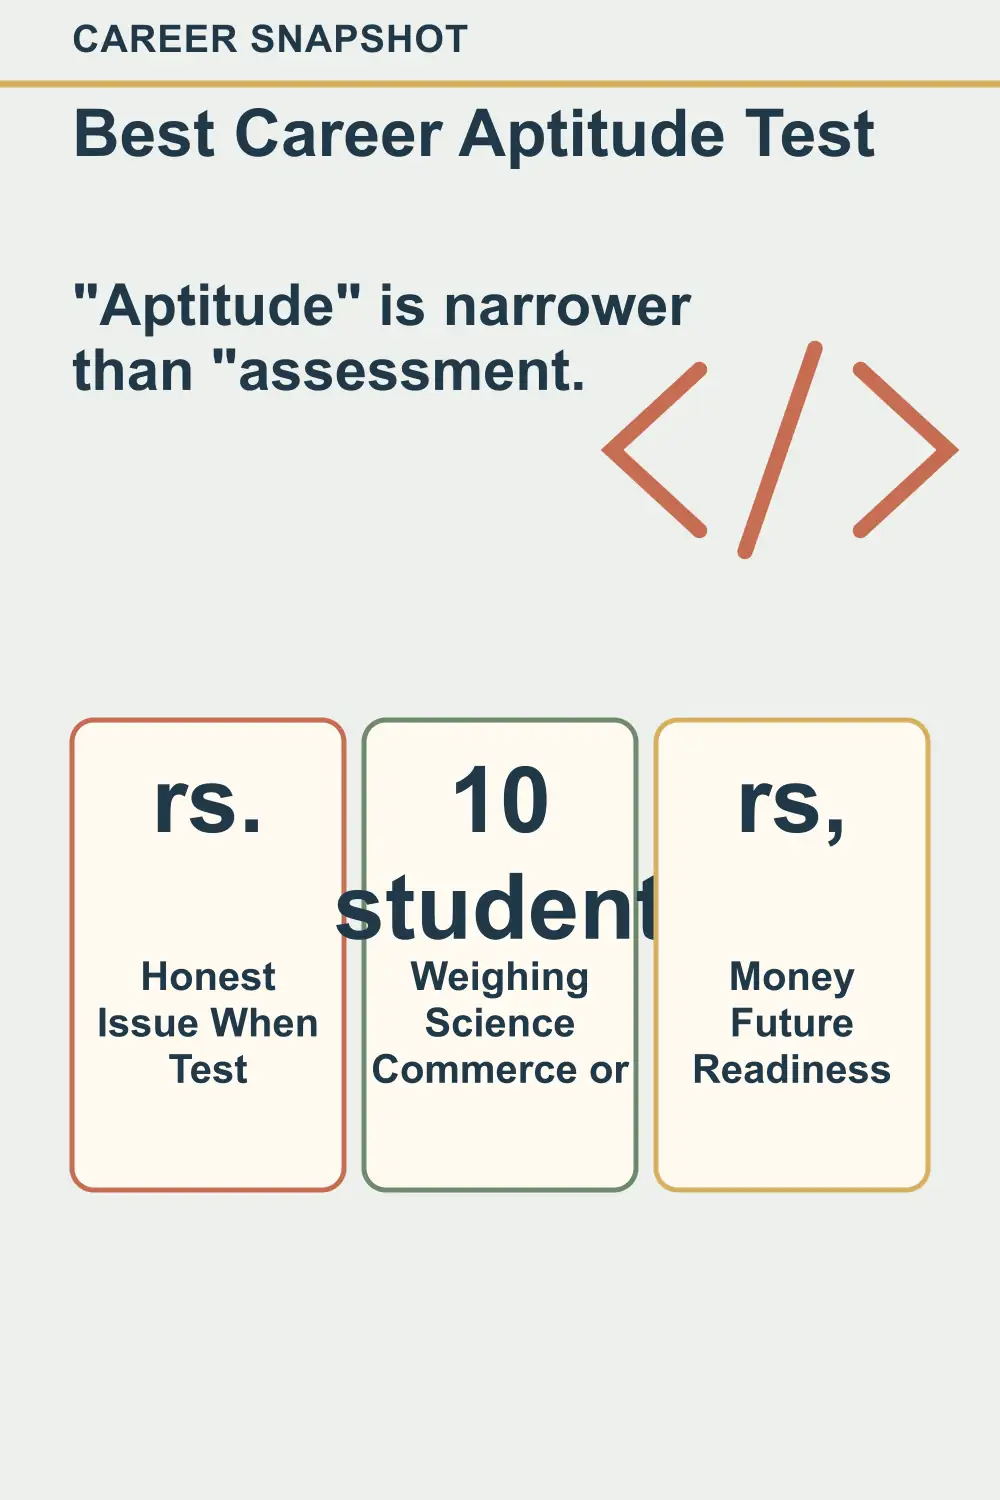 CAREER SNAPSHOT
Best Career Aptitude Test
"Aptitude" is narrower
than "assessment.
rs.
Honest
Issue When
Test
10
student
Weighing
Science
Commerce or
rs,
Money
Future
Readiness